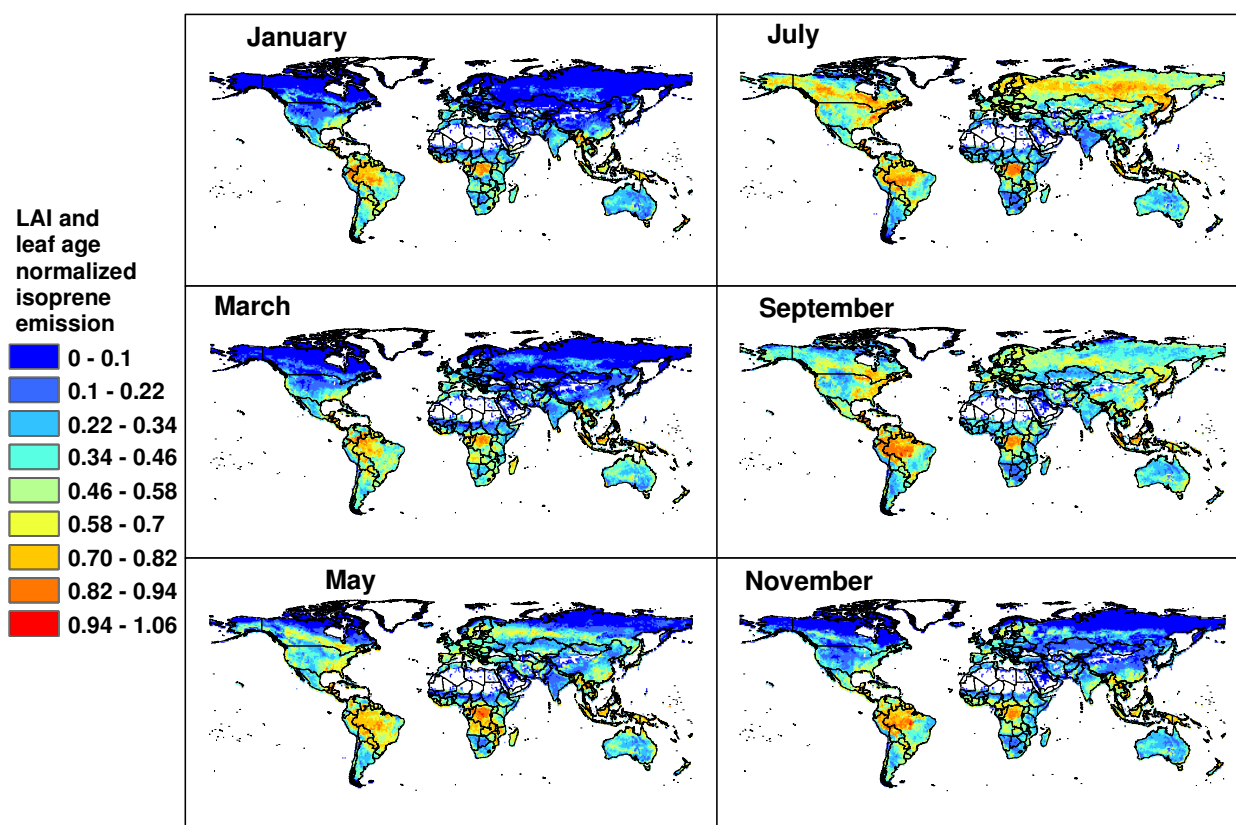 January
July
LAI and
leaf age
normalized
isoprene
emission
0 - 0.1
0.1 - 0.22
0.22 - 0.34
0.34 - 0.46
0.46 - 0.58
0.58 - 0.7
0.70 - 0.82
0.82 - 0.94
0.94 - 1.06
March
September
May
November